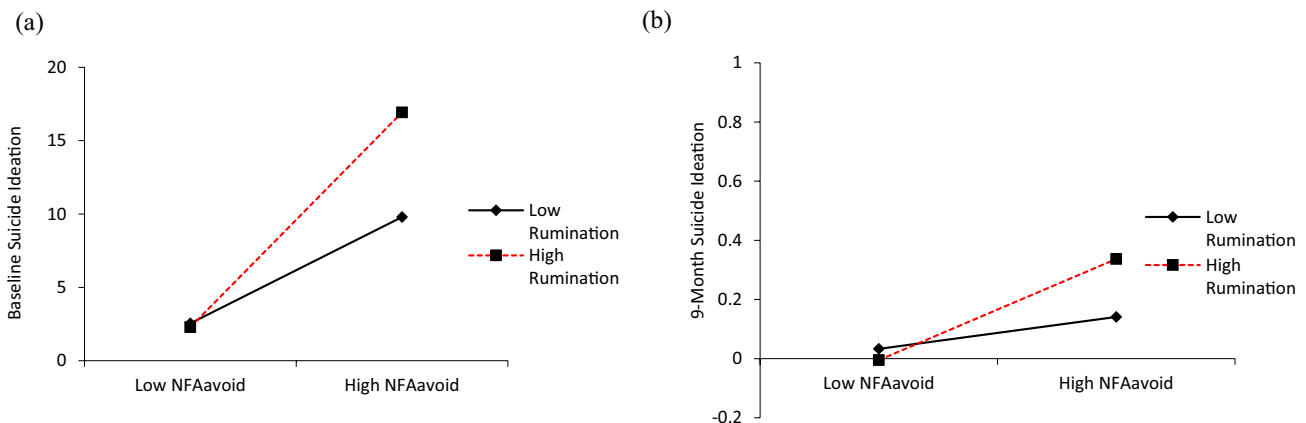 (a)
Baseline Suicide Ideation
20
15
10
5
0
Low NFAavoid
High NFAavoid
Low
Rumination
High
Rumination
(b)
9-Month Suicide Ideation
1
0.8
0.6
0.4
0.2
0
-0.2
Low NFAavoid
High NFAavoid
Low
Rumination
High
Rumination